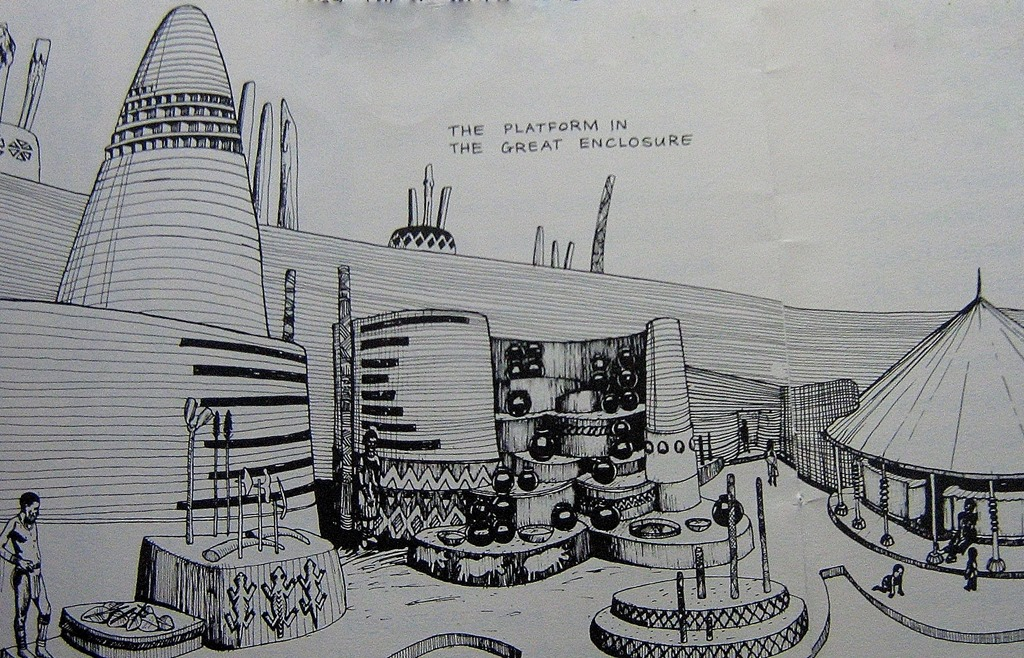 THE PLATFORM IN
THE GREAT ENCLOSURE